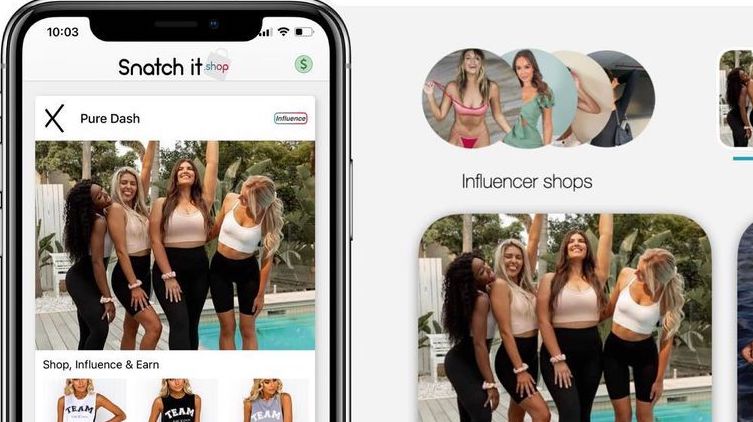 10:03
Snatch it.shop
$
X Pure Dash
Influence
Shop, Influence & Earn
TEAM
TEAM
TEAM
Influencer shops